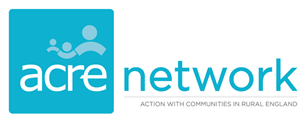 acre network
ACTION WITH COMMUNITIES IN RURAL ENGLAND